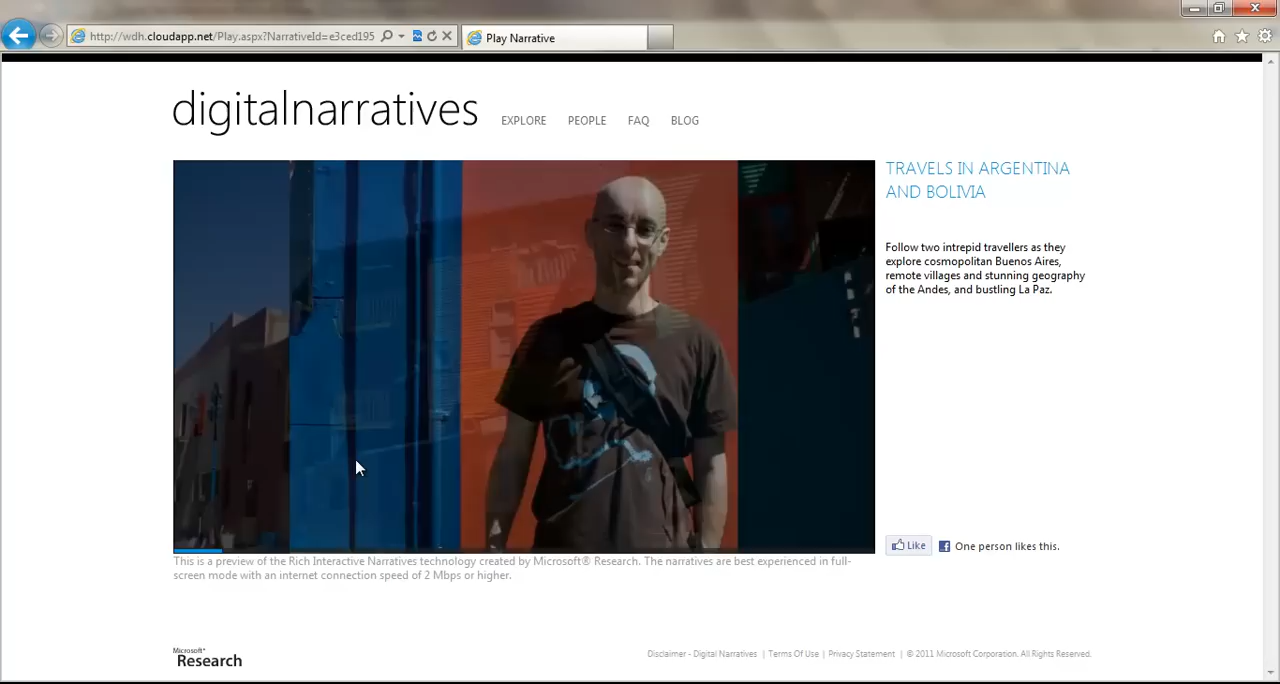 http://wdh.cloudapp.net/Play.aspx?NarrativeId=e3ced195
Play Narrative
digitalnarratives
EXPLORE PEOPLE FAQ BLOG
TRAVELS IN ARGENTINA
AND BOLIVIA
Follow two intrepid travellers as they
explore cosmopolitan Buenos Aires,
remote villages and stunning geography
of the Andes, and bustling La Paz.
Like One person likes this.
This is a preview of the Rich Interactive Narratives technology created by Microsoft® Research. The narratives are best experienced in full-
screen mode with an internet connection speed of 2 Mbps or higher.
Microsoft®
Research
Disclaimer - Digital Narratives | Terms Of Use | Privacy Statement | © 2011 Microsoft Corporation. All Rights Reserved.